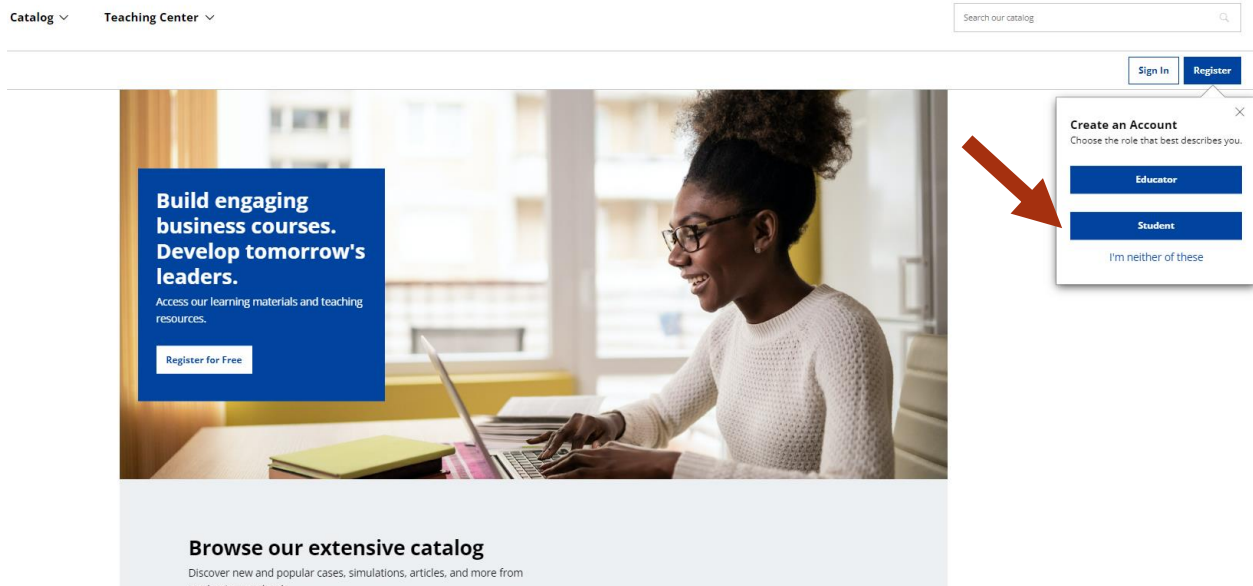 Catalog
Teaching Center
Search our catalog
Sign In
Register
Create an Account
Choose the role that best describes you.
Educator
Student
I'm neither of these
Build engaging
business courses.
Develop tomorrow's
leaders.
Access our learning materials and teaching
resources.
Register for Free
Browse our extensive catalog
Discover new and popular cases, simulations, articles, and more from